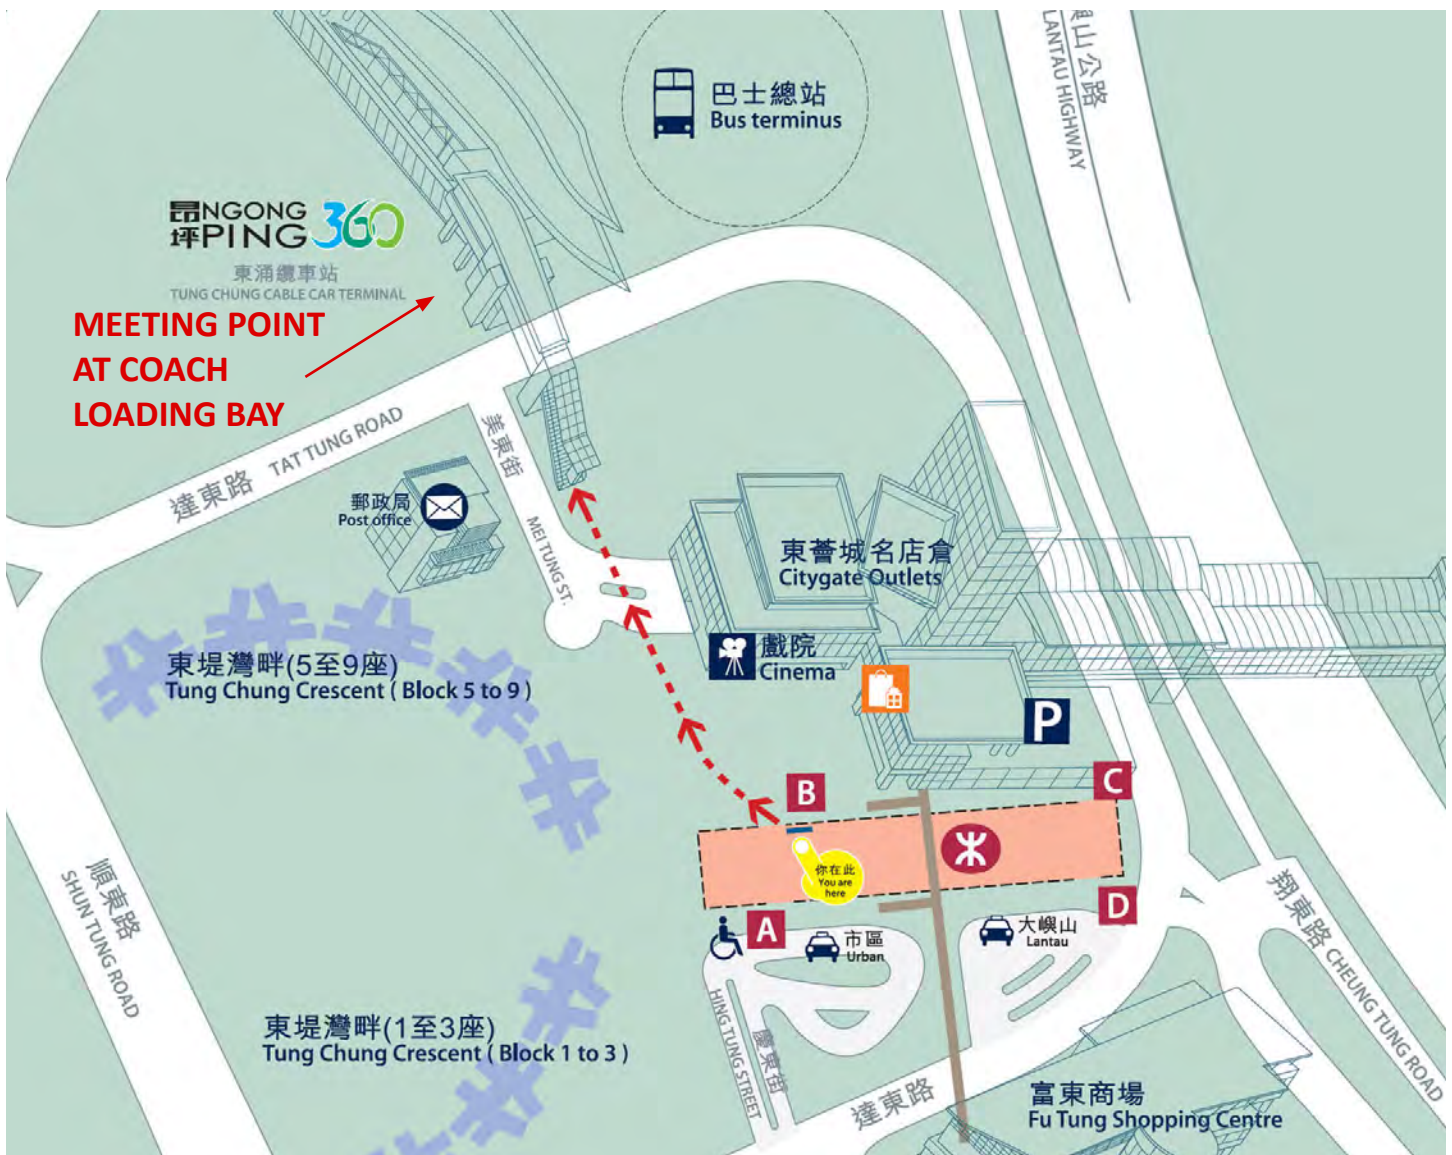 巴士總站
Bus terminus
嶼山公路
LANTAU HIGHWAY
昂坪
NGONG
PING 360
東涌纜車站
TUNG CHUNG CABLE CAR TERMINAL
MEETING POINT
AT COACH
LOADING BAY
達東路 TAT TUNG ROAD
美東街
MEI TUNG ST.
郵政局
Post office
東薈城名店倉
Citygate Outlets
戲院
Cinema
P
東堤灣畔(5至9座)
Tung Chung Crescent ( Block 5 to 9 )
B
C
你在此
You are
here
A
D
市區
Urban
大嶼山
Lantau
順東路
SHUN TUNG ROAD
翔東路 CHEUNG TUNG ROAD
東堤灣畔(1至3座)
Tung Chung Crescent ( Block 1 to 3 )
HING TUNG STREET
慶東街
達東路
富東商場
Fu Tung Shopping Centre